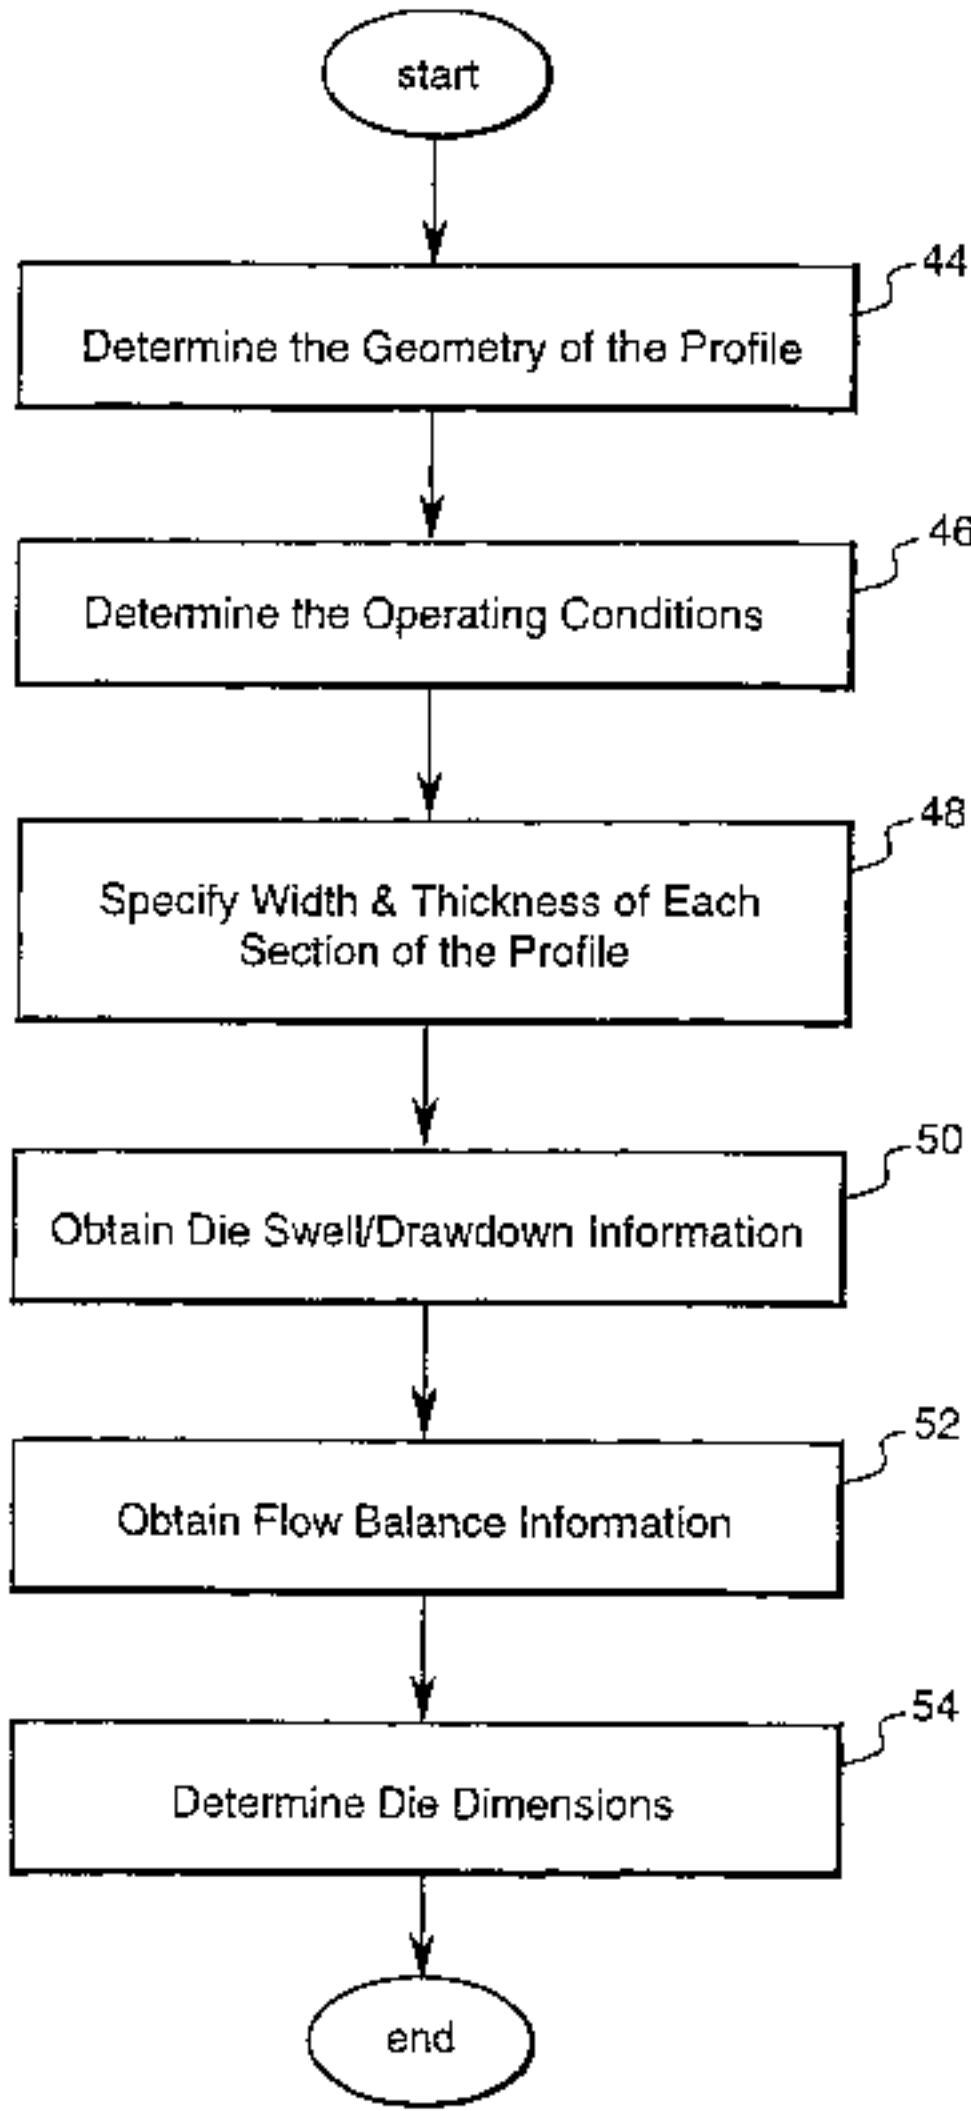 start
44
Determine the Geometry of the Profile
46
Determine the Operating Conditions
48
Specify Width & Thickness of Each
Section of the Profile
50
Obtain Die Swell/Drawdown Information
52
Obtain Flow Balance Information
54
Determine Die Dimensions
end